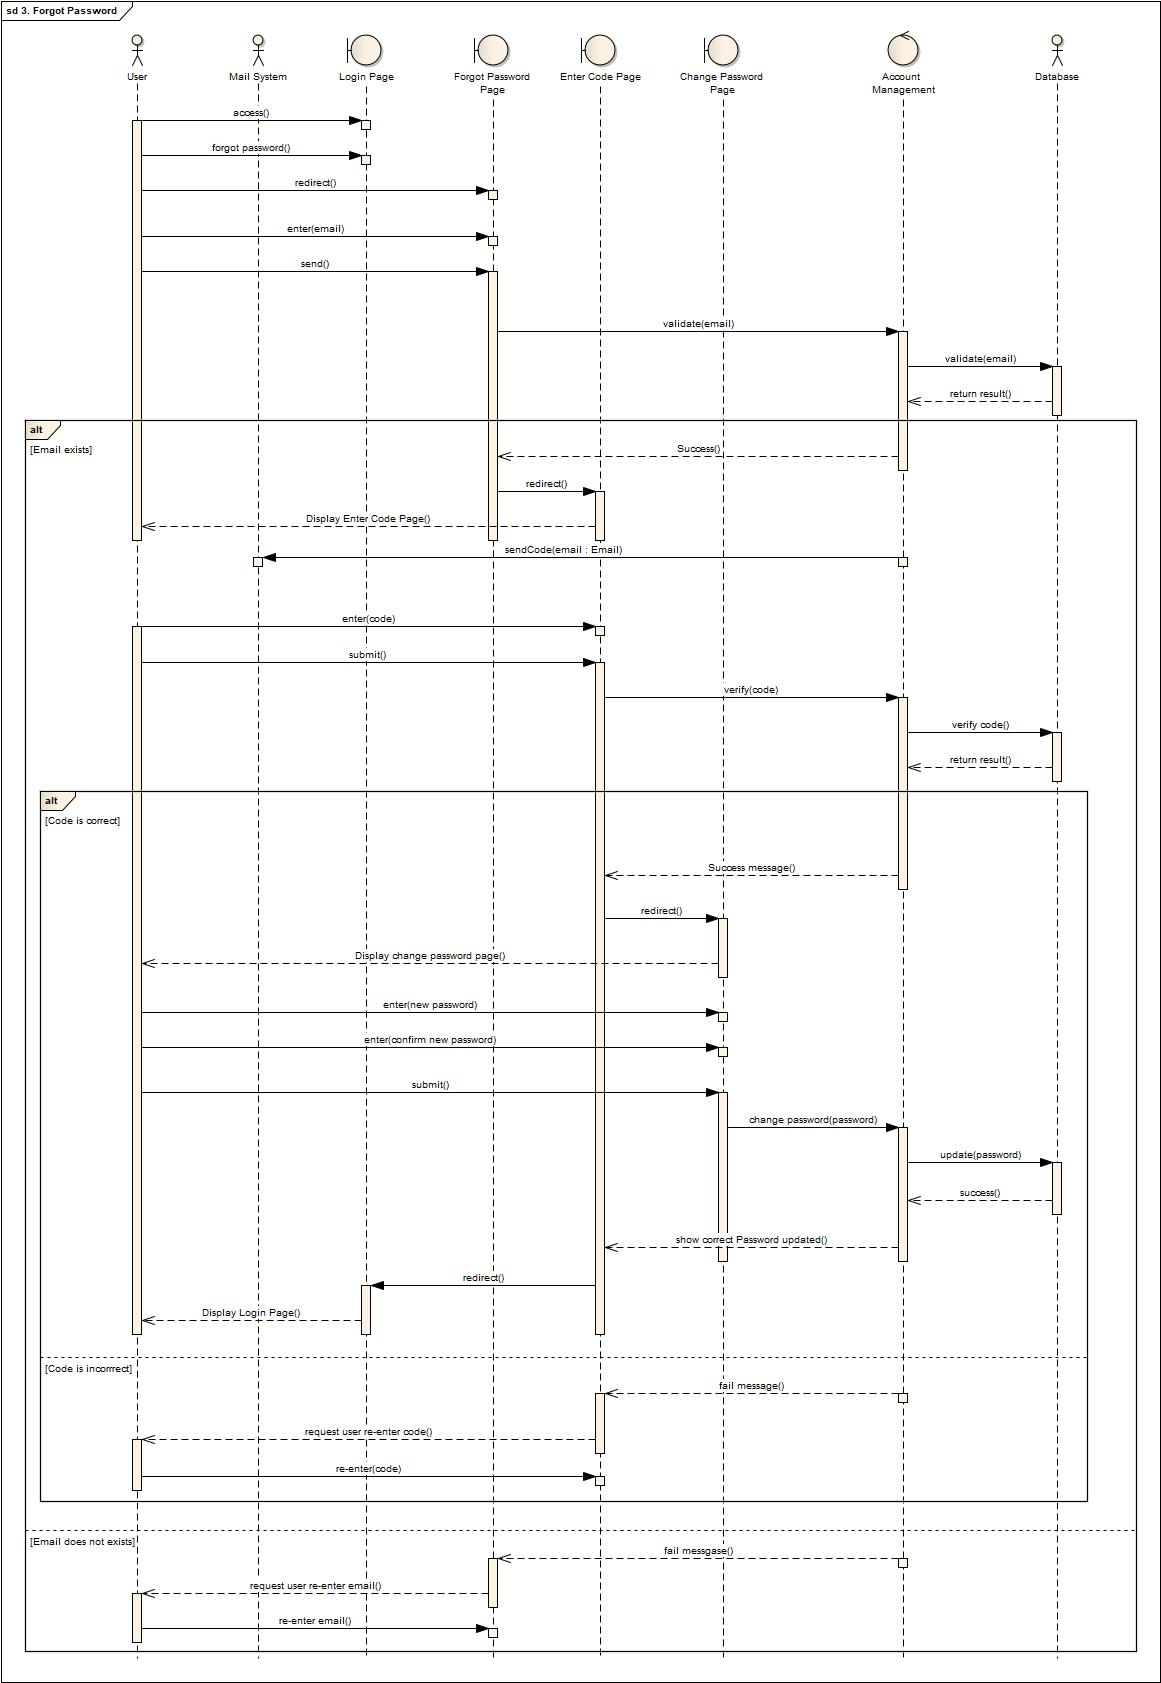 sd 3. Forgot Password
User
Mail System
Login Page
Forgot Password
Page
Enter Code Page
Change Password
Page
Account
Management
Database
access()
forgot password()
redirect()
enter(email)
send()
validate(email)
validate(email)
return result()
alt
[Email exists]
Success()
redirect()
Display Enter Code Page()
sendCode(email : Email)
enter(code)
submit()
verify(code)
verify code()
return result()
alt
[Code is correct]
Success message()
redirect()
Display change password page()
enter(new password)
enter(confirm new password)
submit()
change password(password)
update(password)
success()
show correct Password updated()
redirect()
Display Login Page()
[Code is incorrrect]
fail message()
request user re-enter code()
re-enter(code)
[Email does not exists]
fail messgase()
request user re-enter email()
re-enter email()